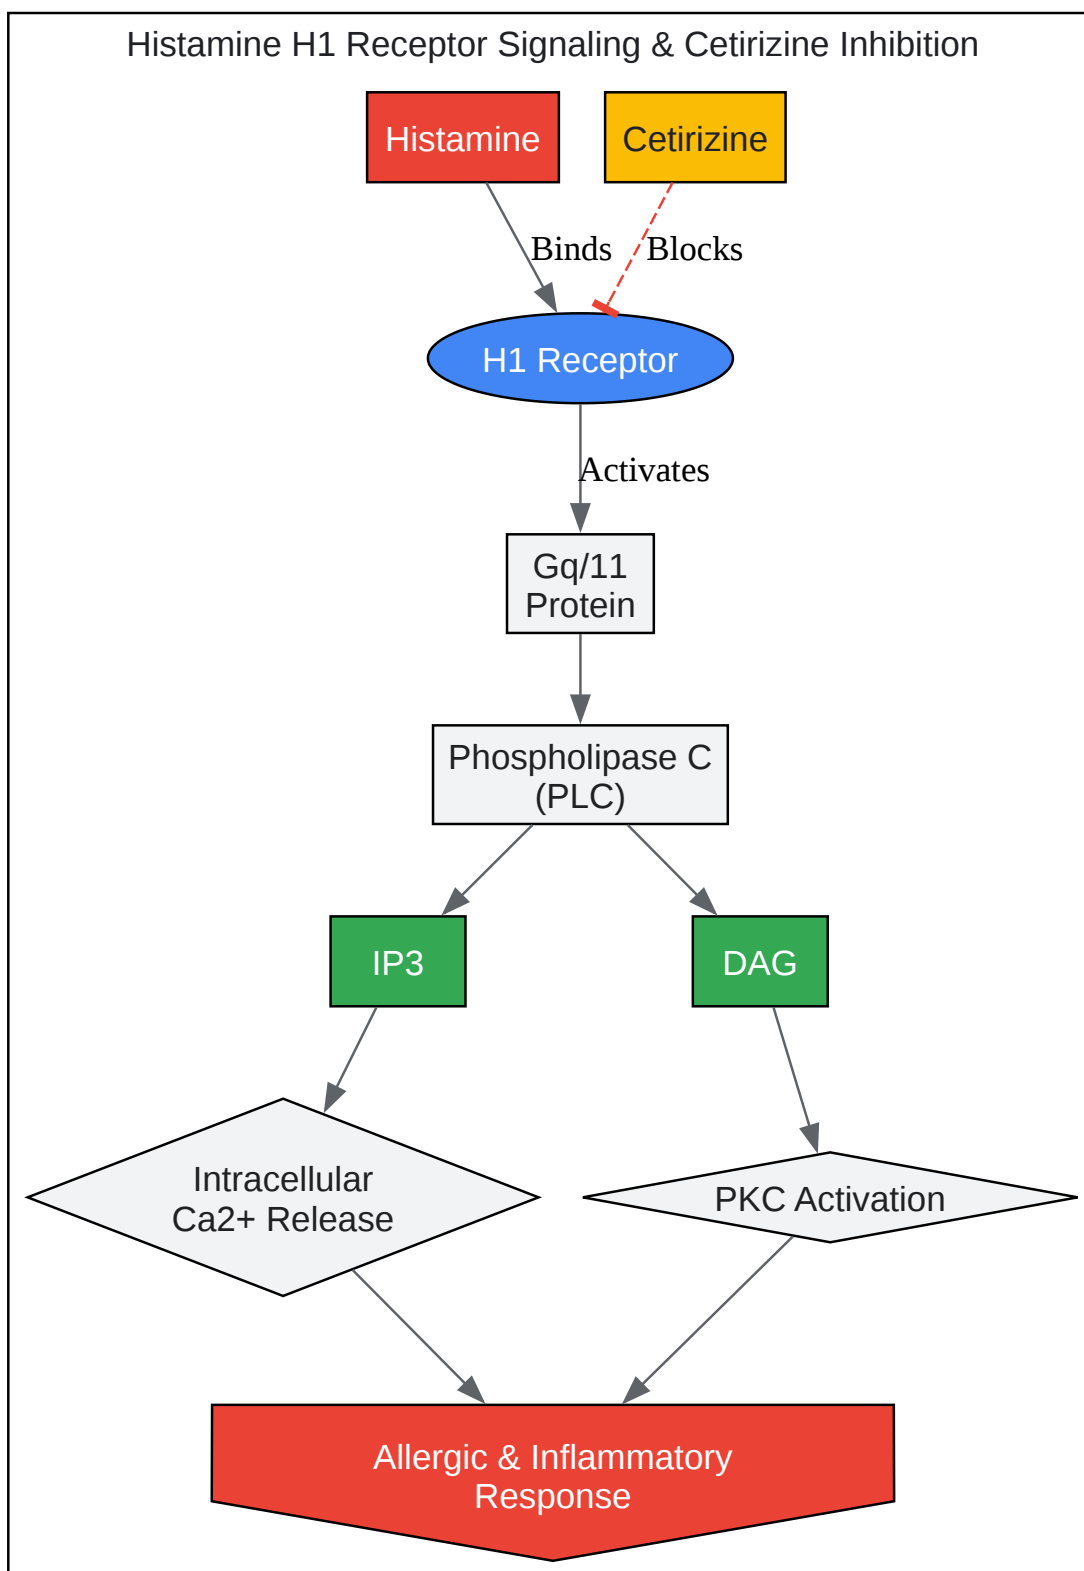 Histamine H1 Receptor Signaling & Cetirizine Inhibition
Histamine
Cetirizine
Binds
Blocks
H1 Receptor
Activates
Gq/11
Protein
Phospholipase C
(PLC)
IP3
DAG
Intracellular
Ca2+ Release
PKC Activation
Allergic & Inflammatory
Response